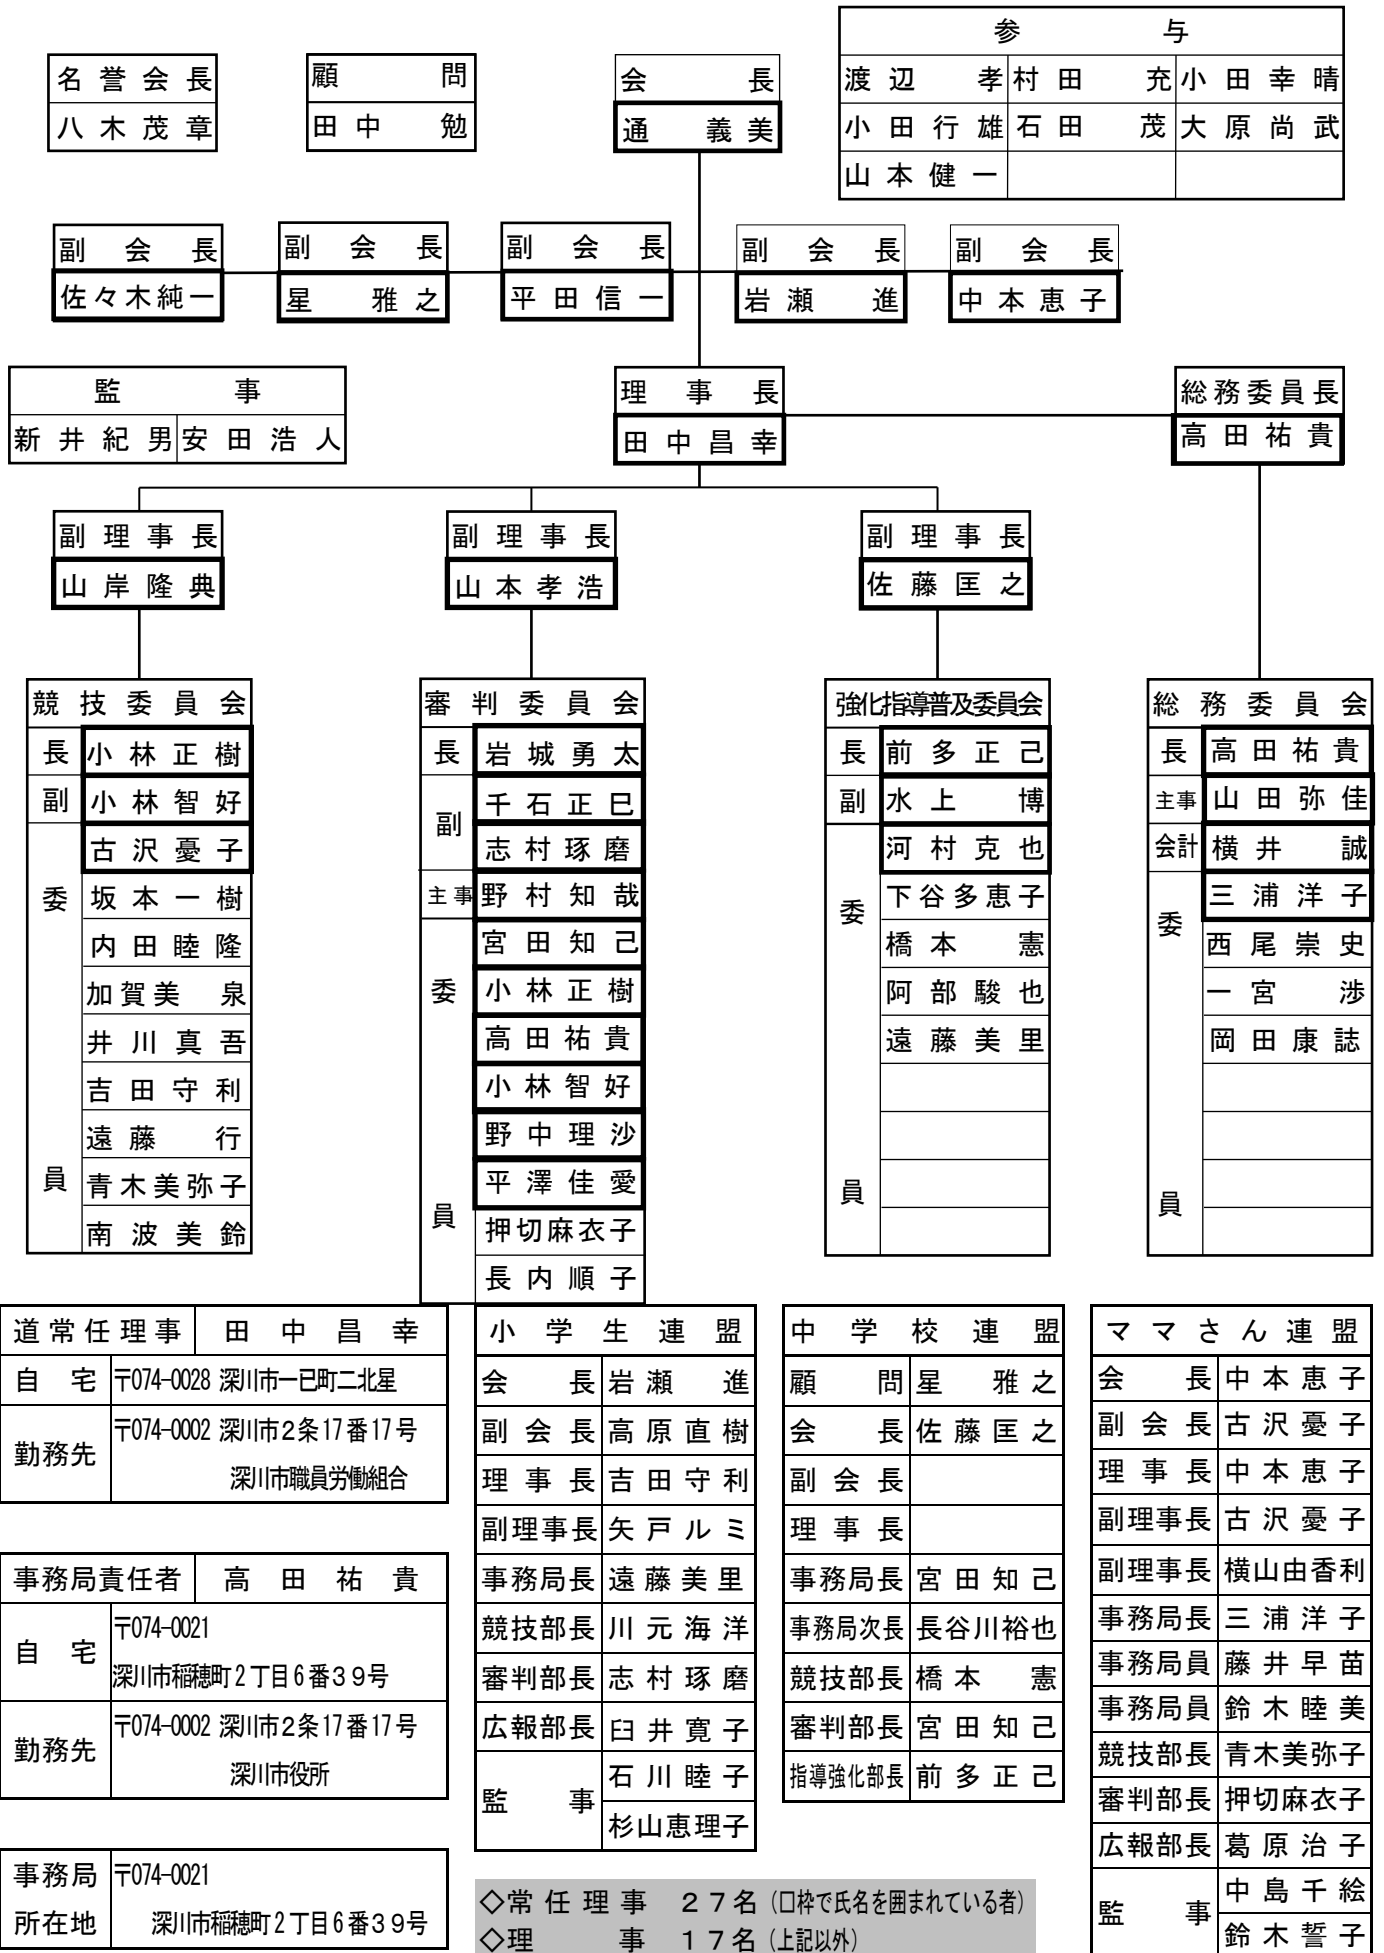 参　与
名誉会長
顧　問
会　長
渡辺　孝 村田　充 小田幸晴
八木茂章
田中　勉
通　義美
小田行雄 石田　茂 大原尚武
山本健一
副会長 副会長 副会長 副会長 副会長
佐々木純一 星　雅之 平田信一 岩瀬　進 中本恵子
監　事
理事長
総務委員長
新井紀男 安田浩人
田中昌幸
高田祐貴
副理事長 副理事長 副理事長
山岸隆典 山本孝浩 佐藤匡之
競技委員会
長 小林正樹
副 小林智好
委員 古沢憂子
坂本一樹
内田睦隆
加賀美　泉
井川真吾
吉田守利
遠藤　行
青木美弥子
南波美鈴
審判委員会
長 岩城勇太
副 千石正巳
志村琢磨
主事 野村知哉
委員 宮田知己
小林正樹
高田祐貴
小林智好
野中理沙
平澤佳愛
押切麻衣子
長内順子
強化指導普及委員会
長 前多正己
副 水上　博
委員 河村克也
下谷多恵子
橋本　憲
阿部駿也
遠藤美里
総務委員会
長 高田祐貴
主事 山田弥佳
会計 横井　誠
委員 三浦洋子
西尾崇史
一宮　渉
岡田康誌
道常任理事 田中昌幸
自宅 〒074-0028 深川市一已町二北星
勤務先 〒074-0002 深川市２条17番17号
深川市職員労働組合
事務局責任者 高田祐貴
自宅 〒074-0021
深川市稲穂町２丁目６番３９号
勤務先 〒074-0002 深川市２条17番17号
深川市役所
事務局所在地 〒074-0021
深川市稲穂町２丁目６番３９号
小学生連盟
会長 岩瀬　進
副会長 高原直樹
理事長 吉田守利
副理事長 矢戸ルミ
事務局長 遠藤美里
競技部長 川元海洋
審判部長 志村琢磨
広報部長 臼井寛子
監事 石川睦子
杉山恵理子
中学校連盟
顧問 星　雅之
会長 佐藤匡之
副会長
理事長
事務局長 宮田知己
事務局次長 長谷川裕也
競技部長 橋本　憲
審判部長 宮田知己
指導強化部長 前多正己
ママさん連盟
会長 中本恵子
副会長 古沢憂子
理事長 中本恵子
副理事長 古沢憂子
副理事長 横山由香利
事務局長 三浦洋子
事務局員 藤井早苗
事務局員 鈴木睦美
競技部長 青木美弥子
審判部長 押切麻衣子
広報部長 葛原治子
監事 中島千絵
鈴木誓子
◇常任理事　２７名（口枠で氏名を囲まれている者）
◇理　　事　１７名（上記以外）